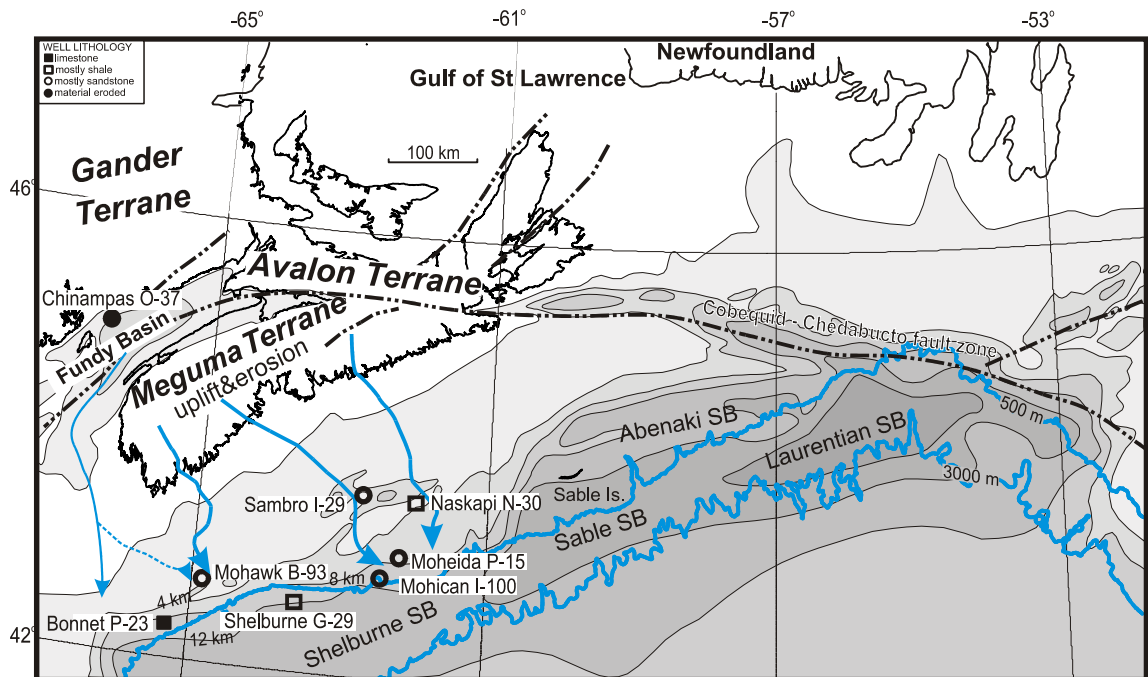 -65°
-61°
-57°
-53°
WELL LITHOLOGY
limestone
mostly shale
mostly sandstone
material eroded
Newfoundland
Gulf of St Lawrence
100 km
Gander
Terrane
46°
Avalon Terrane
Chinampas O-37
Fundy Basin
Meguma Terrane
uplift&erosion
Cobequid - Chedabucto fault zone
500 m
Abenaki SB
Laurentian SB
3000 m
Sable Is.
Sambro I-29
Naskapi N-30
Sable SB
Moheida P-15
Mohawk B-93
8 km
Mohican I-100
4 km
Bonnet P-23
Shelburne G-29
12 km
Shelburne SB
42°